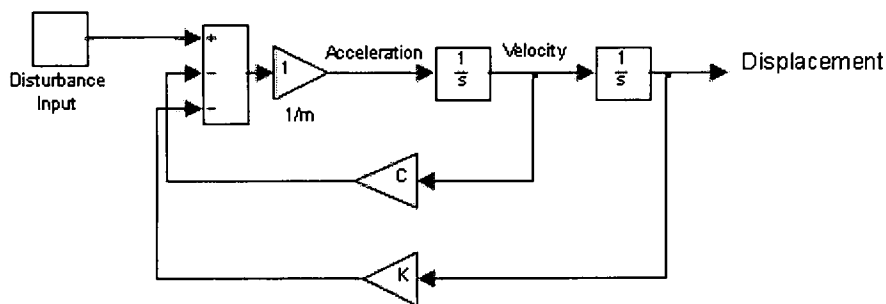 +
−
−
Disturbance
Input
1
1/m
Acceleration
1
s
Velocity
1
s
Displacement
C
K